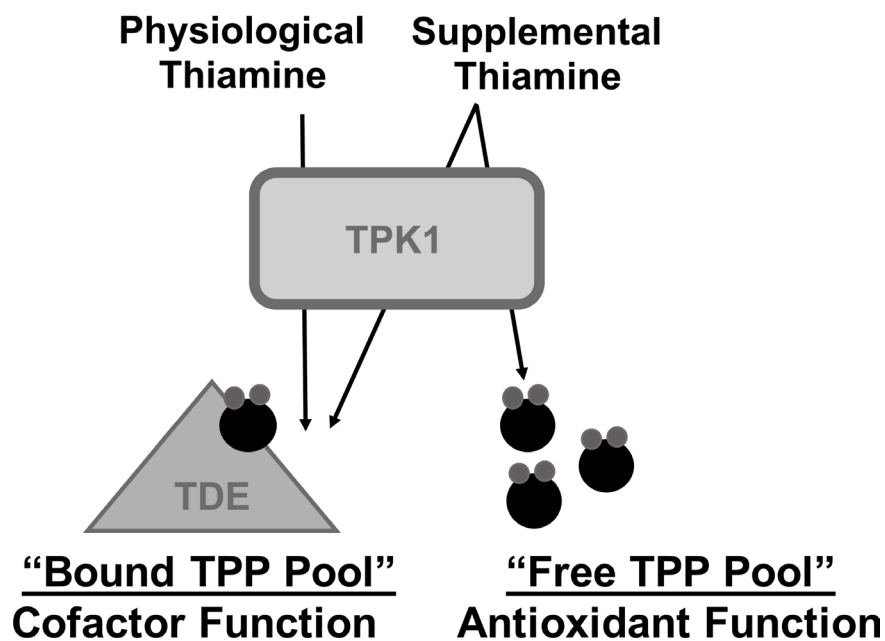 Physiological
Thiamine
Supplemental
Thiamine
TPK1
TDE
“Bound TPP Pool”
Cofactor Function
“Free TPP Pool”
Antioxidant Function